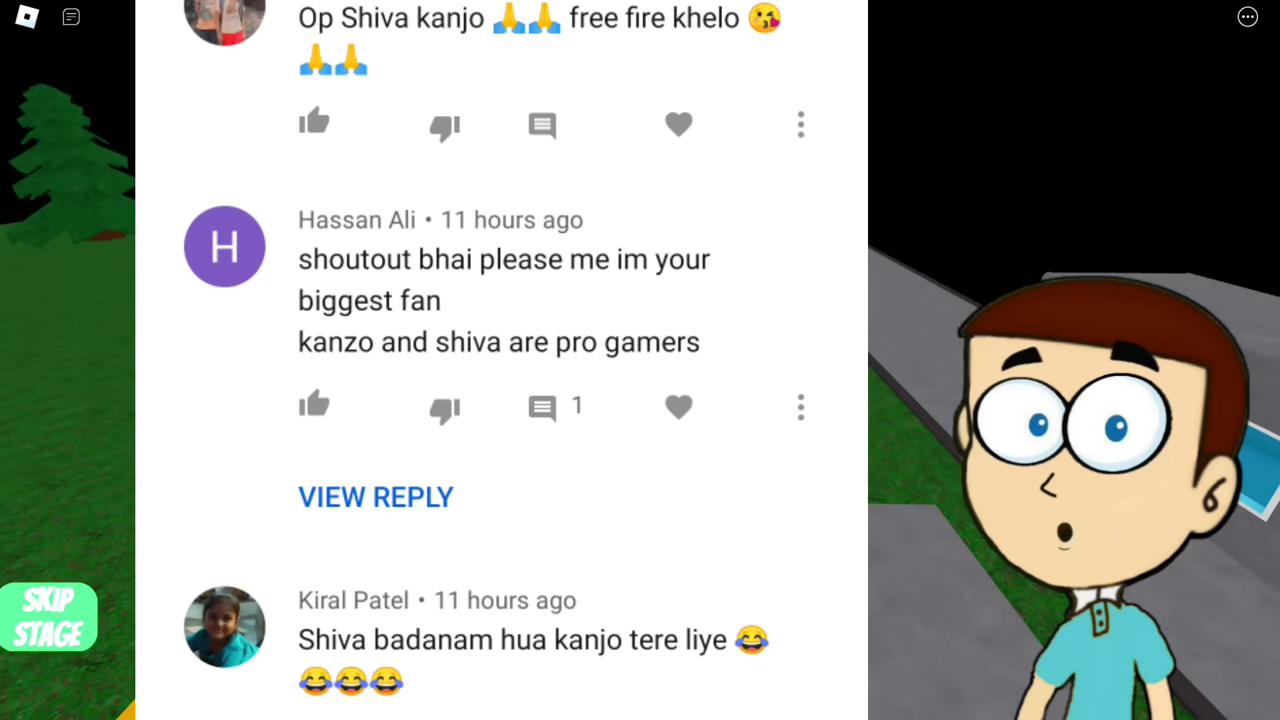 Op Shiva kanjo 🙏🙏 free fire khelo 😘
🙏🙏
Hassan Ali • 11 hours ago
H
shoutout bhai please me im your
biggest fan
kanzo and shiva are pro gamers
1
VIEW REPLY
Kiral Patel • 11 hours ago
Shiva badanam hua kanjo tere liye 😂
😂😂😂
SKIP
STAGE